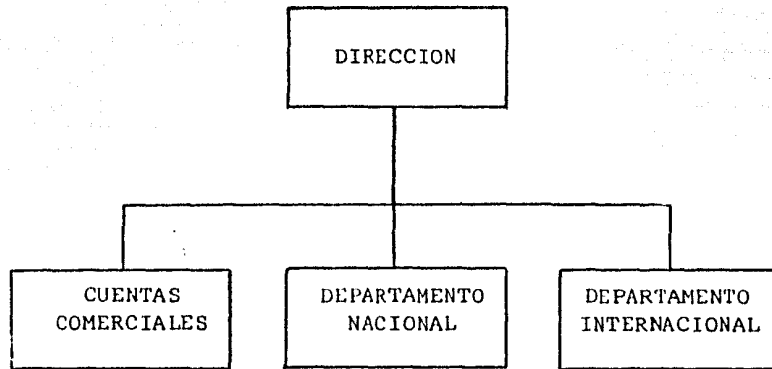 DIRECCION
CUENTAS
COMERCIALES
DEPARTAMENTO
NACIONAL
DEPARTAMENTO
INTERNACIONAL